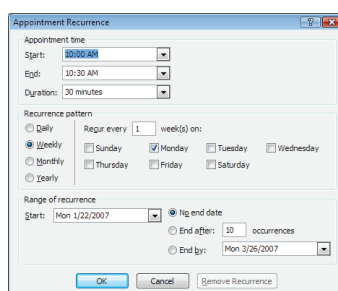 Appointment Recurrence
Appointment time
Start: 10:00 AM
End: 10:30 AM
Duration: 30 minutes
Recurrence pattern
Daily
Recur every 1 week(s) on:
Weekly
Sunday Monday Tuesday Wednesday
Monthly
Thursday Friday Saturday
Yearly
Range of recurrence
Start: Mon 1/22/2007
No end date
End after: 10 occurrences
End by: Mon 3/26/2007
OK Cancel Remove Recurrence